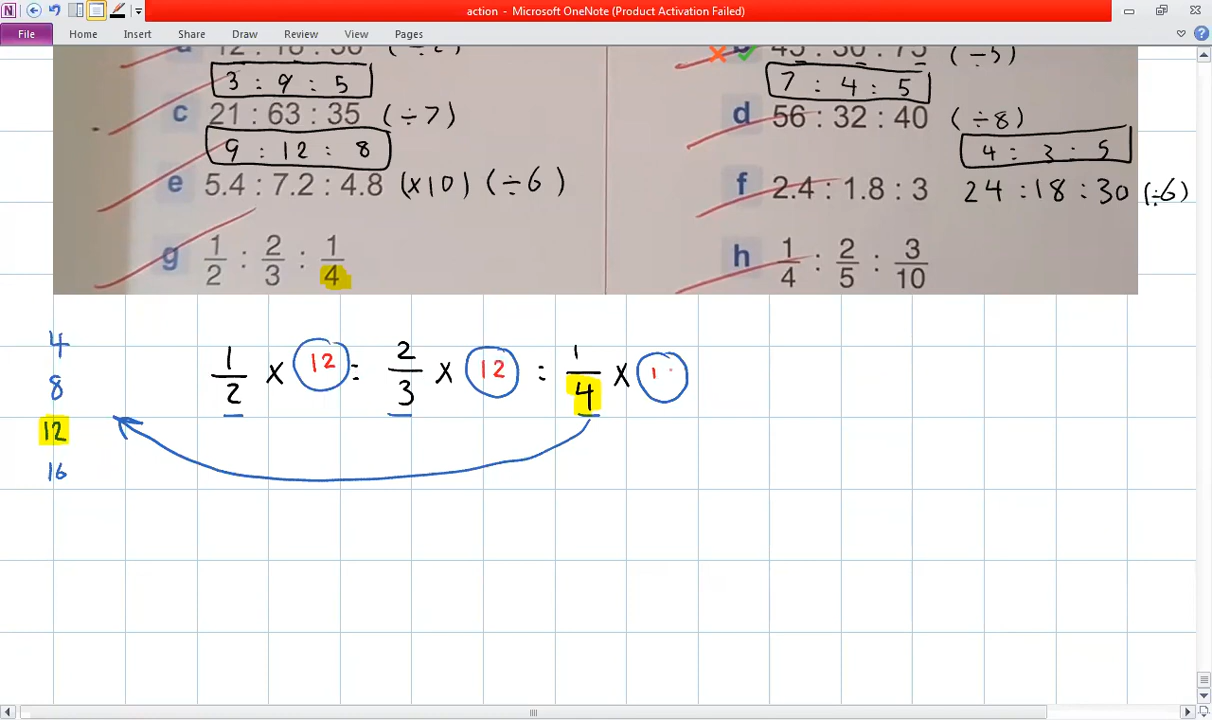 action - Microsoft OneNote (Product Activation Failed)
File Home Insert Share Draw Review View Pages
(÷5)
3 : 9 : 5
7 : 4 : 5
c 21 : 63 : 35 (÷7)
d 56 : 32 : 40 (÷8)
9 : 12 : 8
4 : 3 : 5
e 5.4 : 7.2 : 4.8 (×10) (÷6)
f 2.4 : 1.8 : 3 24 : 18 : 30 (÷6)
g 1/2 : 2/3 : 1/4
h 1/4 : 2/5 : 3/10
4
8
12
16
1/2 × 12 : 2/3 × 12 : 1/4 × 1